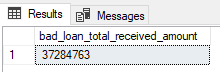 Results Messages
bad_loan_total_received_amount
1 37284763